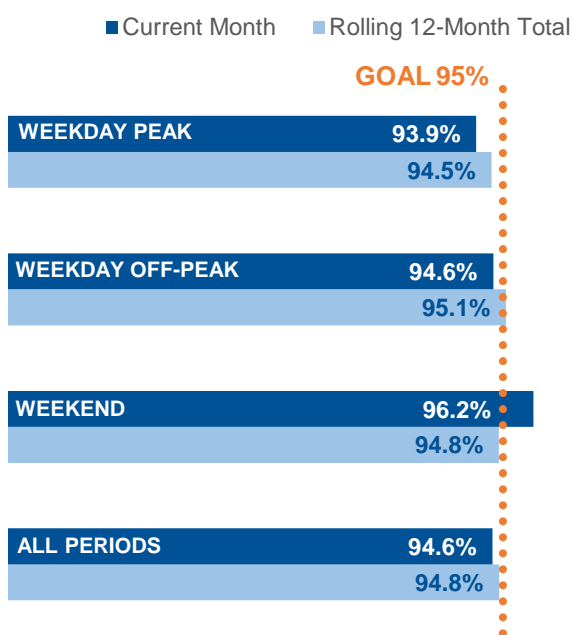 Current Month Rolling 12-Month Total
GOAL 95%
WEEKDAY PEAK 93.9%
94.5%
WEEKDAY OFF-PEAK 94.6%
95.1%
WEEKEND 96.2%
94.8%
ALL PERIODS 94.6%
94.8%